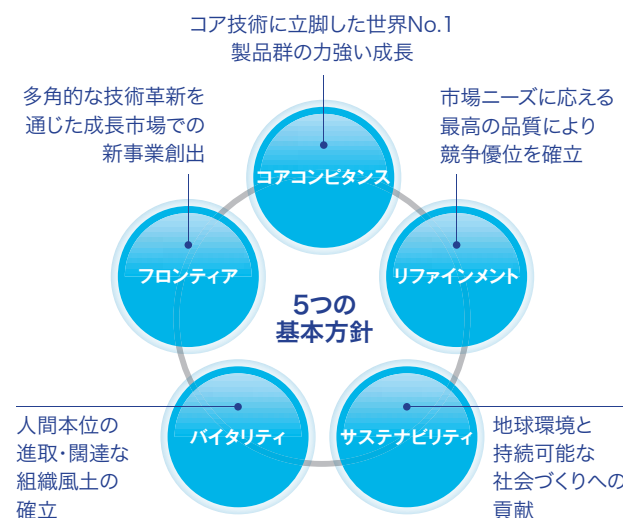 コア技術に立脚した世界No.1
製品群の力強い成長
多角的な技術革新を
通じた成長市場での
新事業創出
市場ニーズに応える
最高の品質により
競争優位を確立
コアコンピタンス
フロンティア
リファインメント
5つの
基本方針
バイタリティ
サステナビリティ
人間本位の
進取・闊達な
組織風土の
確立
地球環境と
持続可能な
社会づくりへの
貢献